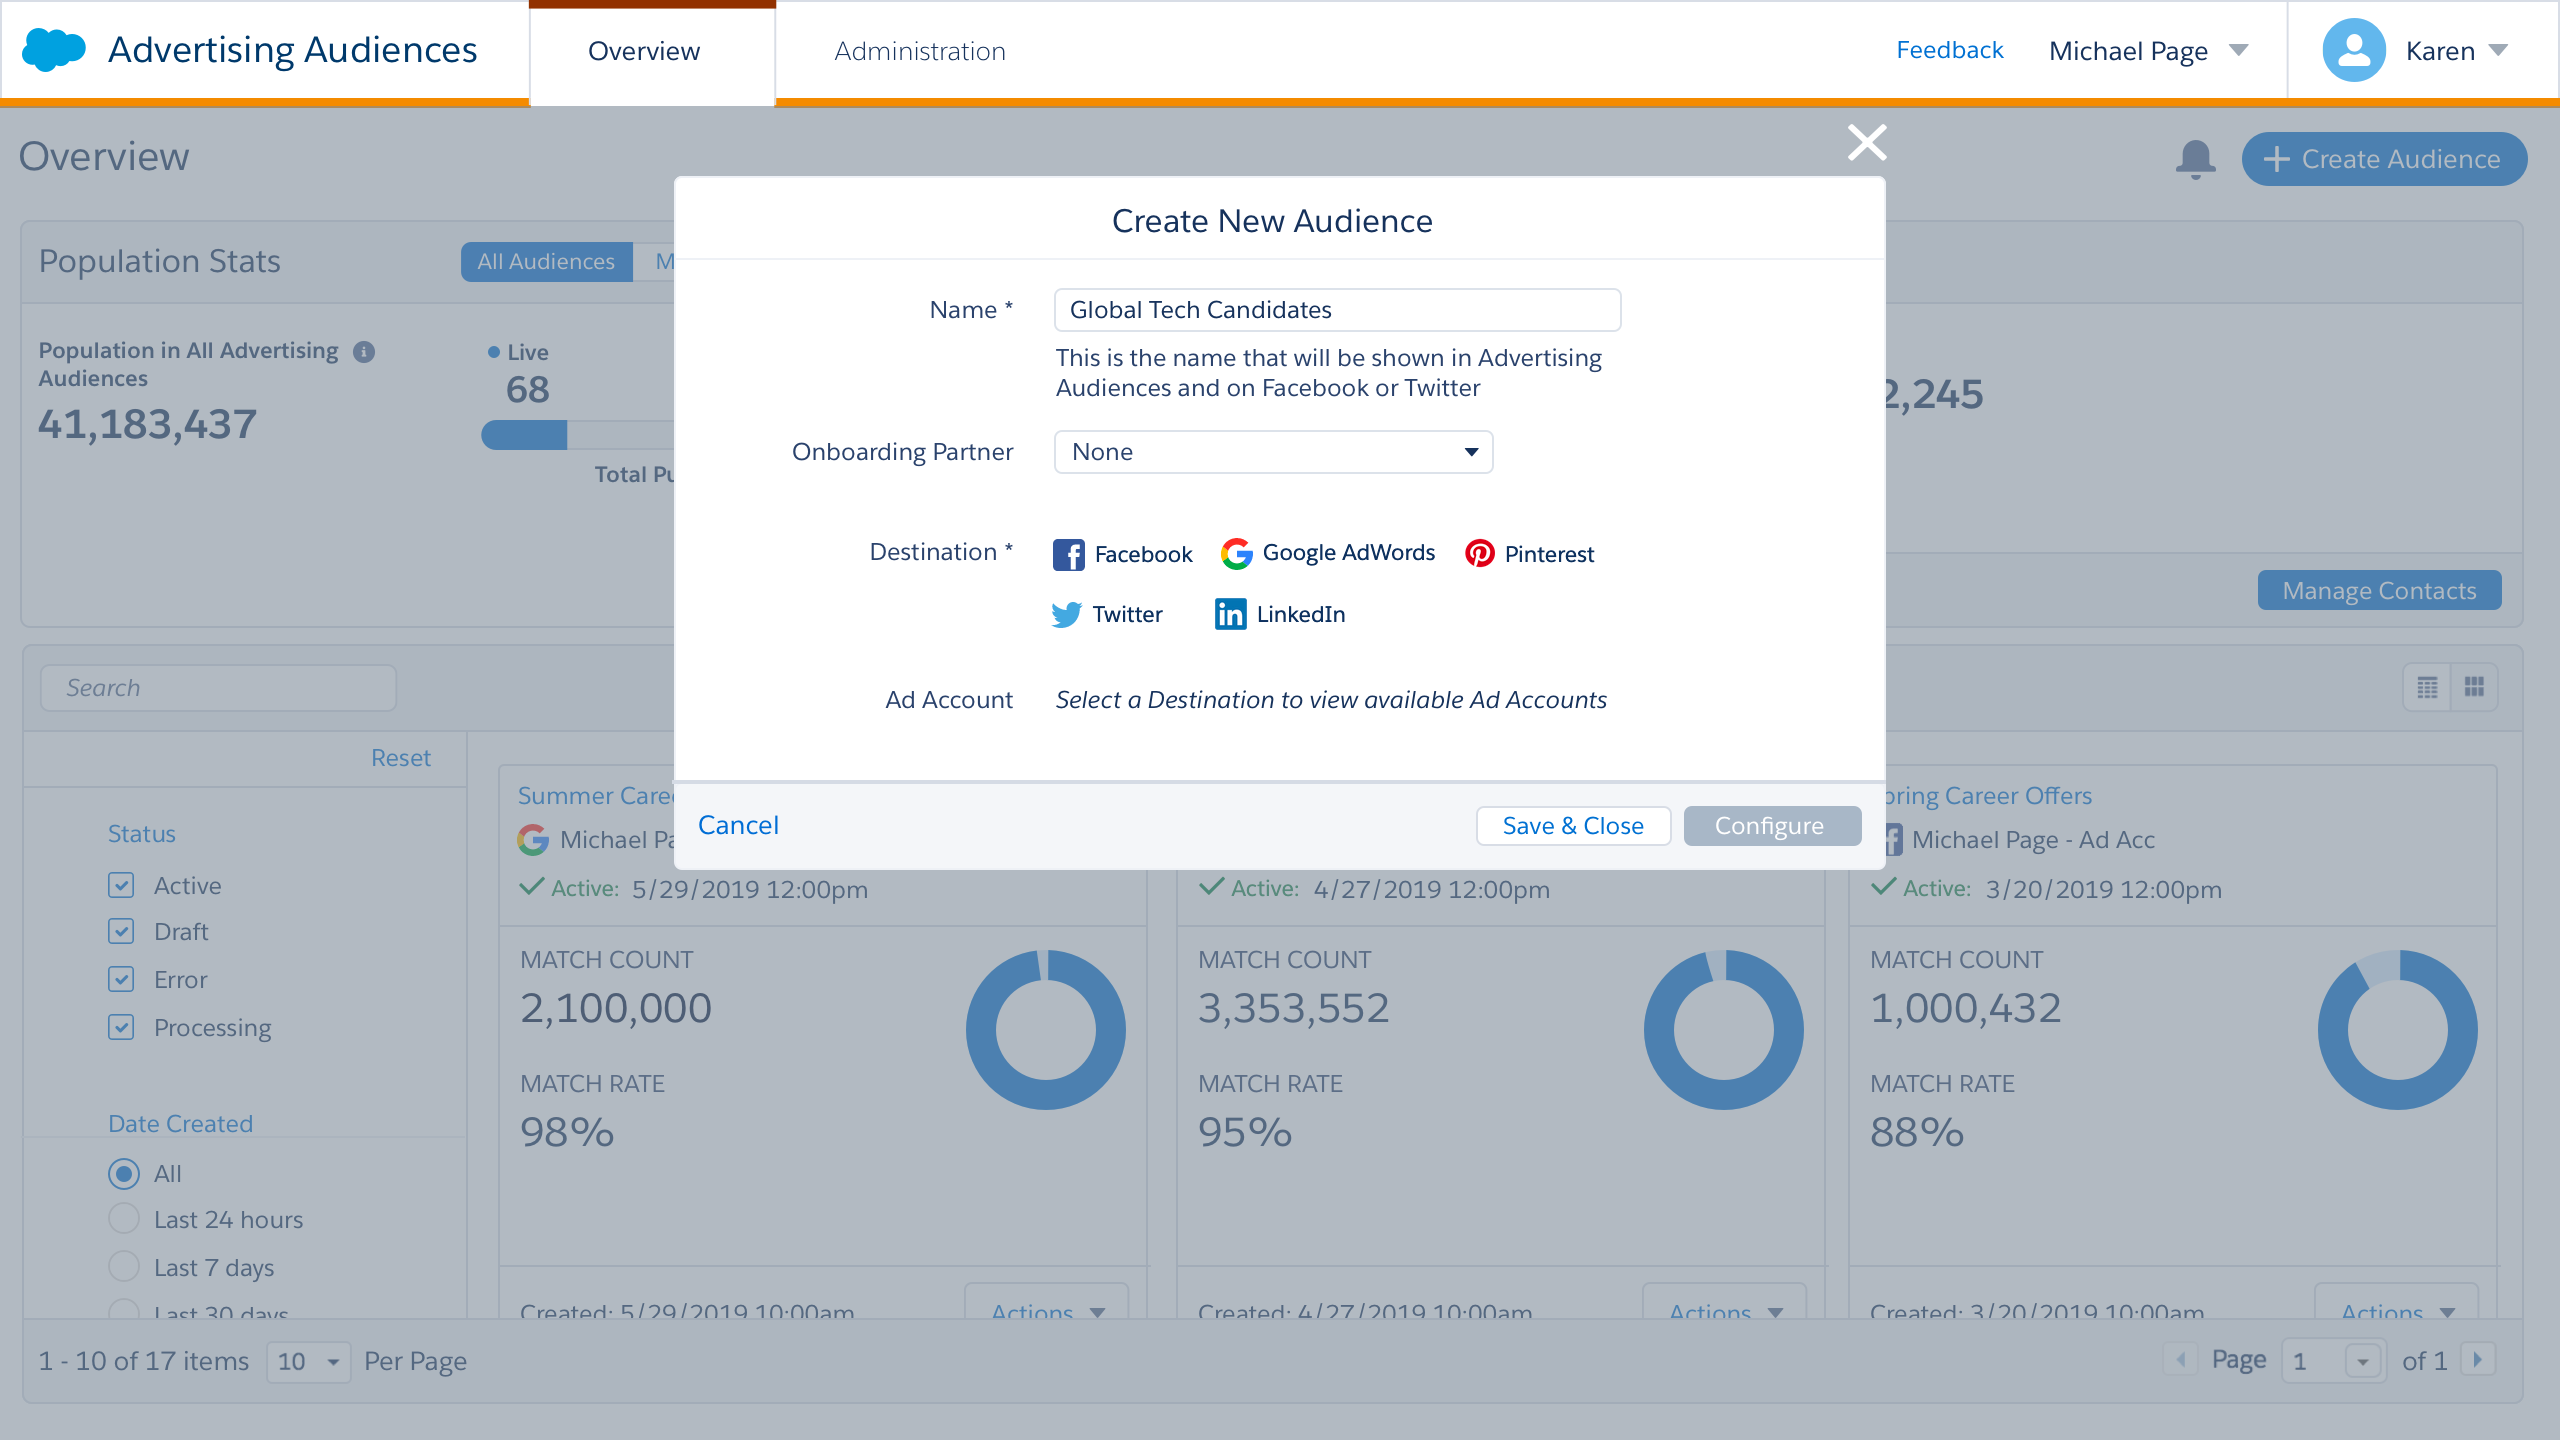 Advertising Audiences
Overview
Administration
Feedback
Michael Page
Karen
Overview
Create Audience
Create New Audience
Population Stats
All Audiences
Name *
Global Tech Candidates
This is the name that will be shown in Advertising
Audiences and on Facebook or Twitter
Population in All Advertising
Audiences
41,183,437
Live
68
2,245
Onboarding Partner
None
Total
Destination *
Facebook
Google AdWords
Pinterest
Twitter
LinkedIn
Manage Contacts
Search
Ad Account
Select a Destination to view available Ad Accounts
Cancel
Save & Close
Configure
Reset
Status
Active
Draft
Error
Processing
Date Created
All
Last 24 hours
Last 7 days
Last 30 days
Summer
Michael
Active: 5/29/2019 12:00pm
MATCH COUNT
2,100,000
MATCH RATE
98%
Created: 5/29/2019 10:00am
Actions
Active: 4/27/2019 12:00pm
MATCH COUNT
3,353,552
MATCH RATE
95%
Created: 4/27/2019 10:00am
Actions
Career Offers
Michael Page - Ad Acc
Active: 3/20/2019 12:00pm
MATCH COUNT
1,000,432
MATCH RATE
88%
Created: 3/20/2019 10:00am
Actions
1 - 10 of 17 items
10
Per Page
Page
1
of 1